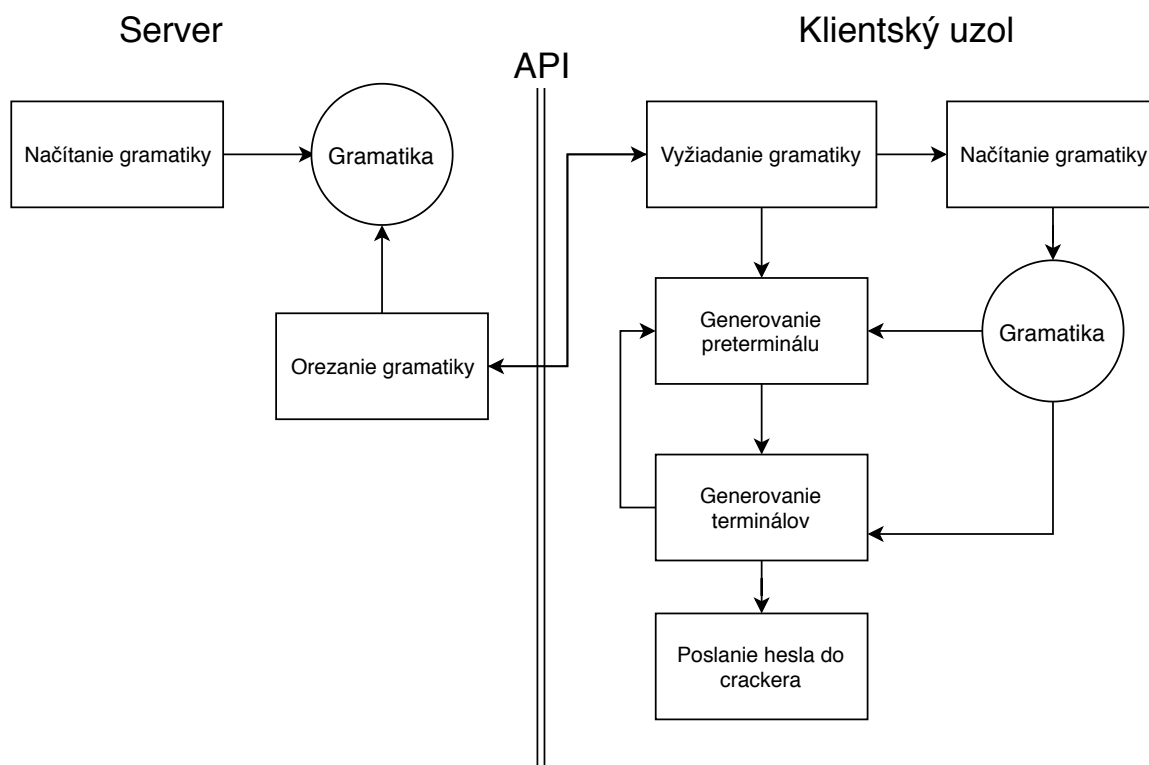 Server
Klientský uzol
API
Načítanie gramatiky
Gramatika
Vyžiadanie gramatiky
Načítanie gramatiky
Generovanie
preterminálu
Gramatika
Orezanie gramatiky
Generovanie
terminálov
Poslanie hesla do
crackera